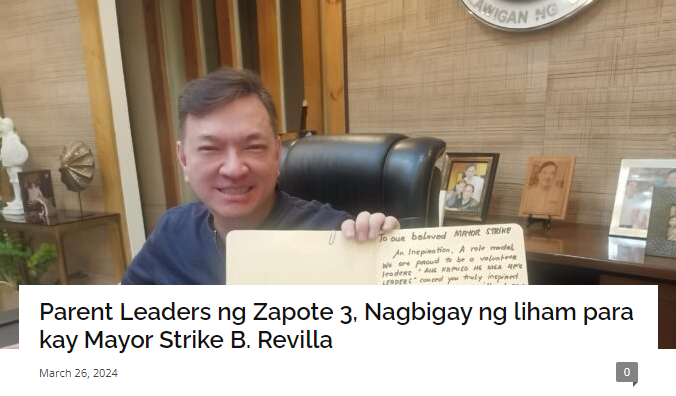 AWIGAN NG
To our beloved MAYOR STRIKE
An Inspiration, A role model
We are proud to be a volunteer
leaders " ANG KAPUSO NG MGA 4P's
LEADERS" caused you truly inspired
Parent Leaders ng Zapote 3, Nagbigay ng liham para
kay Mayor Strike B. Revilla
March 26, 2024
0